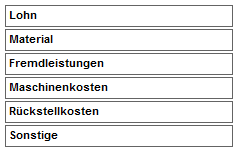 Lohn
Material
Fremdleistungen
Maschinenkosten
Rückstellkosten
Sonstige